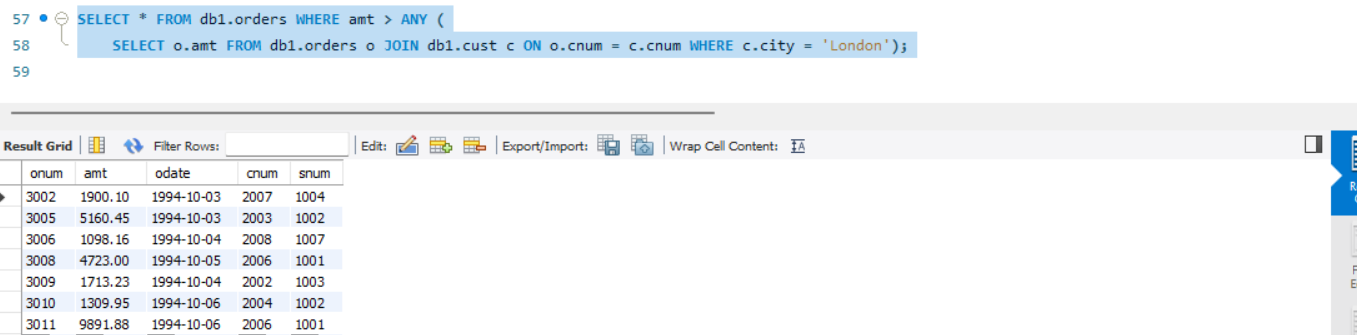 57 SELECT * FROM db1.orders WHERE amt > ANY (
58 SELECT o.amt FROM db1.orders o JOIN db1.cust c ON o.cnum = c.cnum WHERE c.city = 'London');
59
Result Grid Filter Rows: Edit: Export/Import: Wrap Cell Content: IA
onum amt odate cnum snum
3002 1900.10 1994-10-03 2007 1004
3005 5160.45 1994-10-03 2003 1002
3006 1098.16 1994-10-04 2008 1007
3008 4723.00 1994-10-05 2006 1001
3009 1713.23 1994-10-04 2002 1003
3010 1309.95 1994-10-06 2004 1002
3011 9891.88 1994-10-06 2006 1001